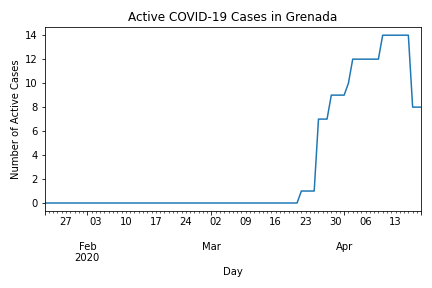 Active COVID-19 Cases in Grenada
14
12
10
8
6
4
2
0
Number of Active Cases
27 03 10 17 24 02 09 16 23 30 06 13
Feb Mar Apr
2020
Day